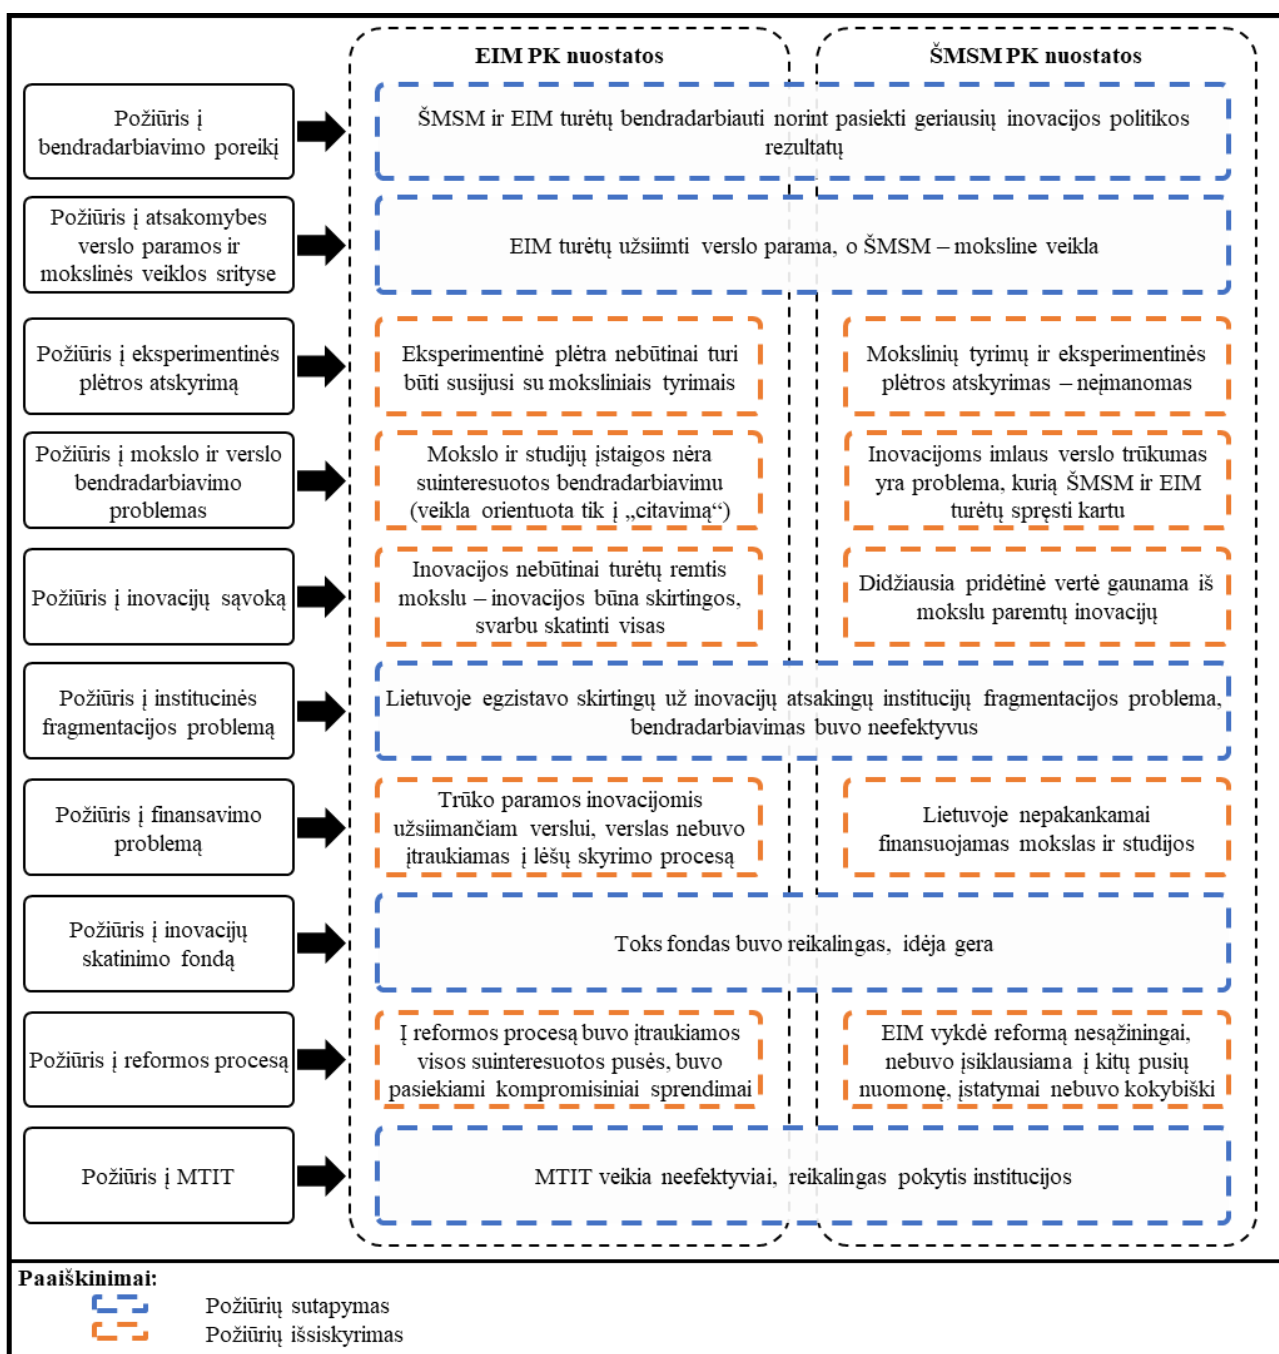 EIM PK nuostatos
ŠMSM PK nuostatos
Požiūris į
bendradarbiavimo poreikį
ŠMSM ir EIM turėtų bendradarbiauti norint pasiekti geriausių inovacijos politikos
rezultatų
Požiūris į atsakomybes
verslo paramos ir
mokslinės veiklos srityse
EIM turėtų užsiimti verslo parama, o ŠMSM – moksline veikla
Požiūris į eksperimentinės
plėtros atskyrimą
Eksperimentinė plėtra nebūtinai turi
būti susijusi su moksliniais tyrimais
Mokslinių tyrimų ir eksperimentinės
plėtros atskyrimas – neįmanomas
Požiūris į mokslo ir verslo
bendradarbiavimo
problemas
Mokslo ir studijų įstaigos nėra
suinteresuotos bendradarbiavimu
(veikla orientuota tik į „citavimą“)
Inovacijoms imlaus verslo trūkumas
yra problema, kurią ŠMSM ir EIM
turėtų spręsti kartu
Požiūris į inovacijų sąvoką
Inovacijos nebūtinai turėtų remtis
mokslu – inovacijos būna skirtingos,
svarbu skatinti visas
Didžiausia pridėtinė vertė gaunama iš
mokslu paremtų inovacijų
Požiūris į institucinės
fragmentacijos problemą
Lietuvoje egzistavo skirtingų už inovacijų atsakingų institucijų fragmentacijos problema,
bendradarbiavimas buvo neefektyvus
Požiūris į finansavimo
problemą
Trūko paramos inovacijomis
užsiimančiam verslui, verslas nebuvo
įtraukiamas į lėšų skyrimo procesą
Lietuvoje nepakankamai
finansuojamas mokslas ir studijos
Požiūris į inovacijų
skatinimo fondą
Toks fondas buvo reikalingas, idėja gera
Požiūris į reformos procesą
Į reformos procesą buvo įtraukiamos
visos suinteresuotos pusės, buvo
pasiekiami kompromisiniai sprendimai
EIM vykdė reformą nesąžiningai,
nebuvo įsiklausiama į kitų pusių
nuomonę, įstatymai nebuvo kokybiški
Požiūris į MTIT
MTIT veikia neefektyviai, reikalingas pokytis institucijos
Paaiškinimai:
Požiūrių sutapymas
Požiūrių išsiskyrimas